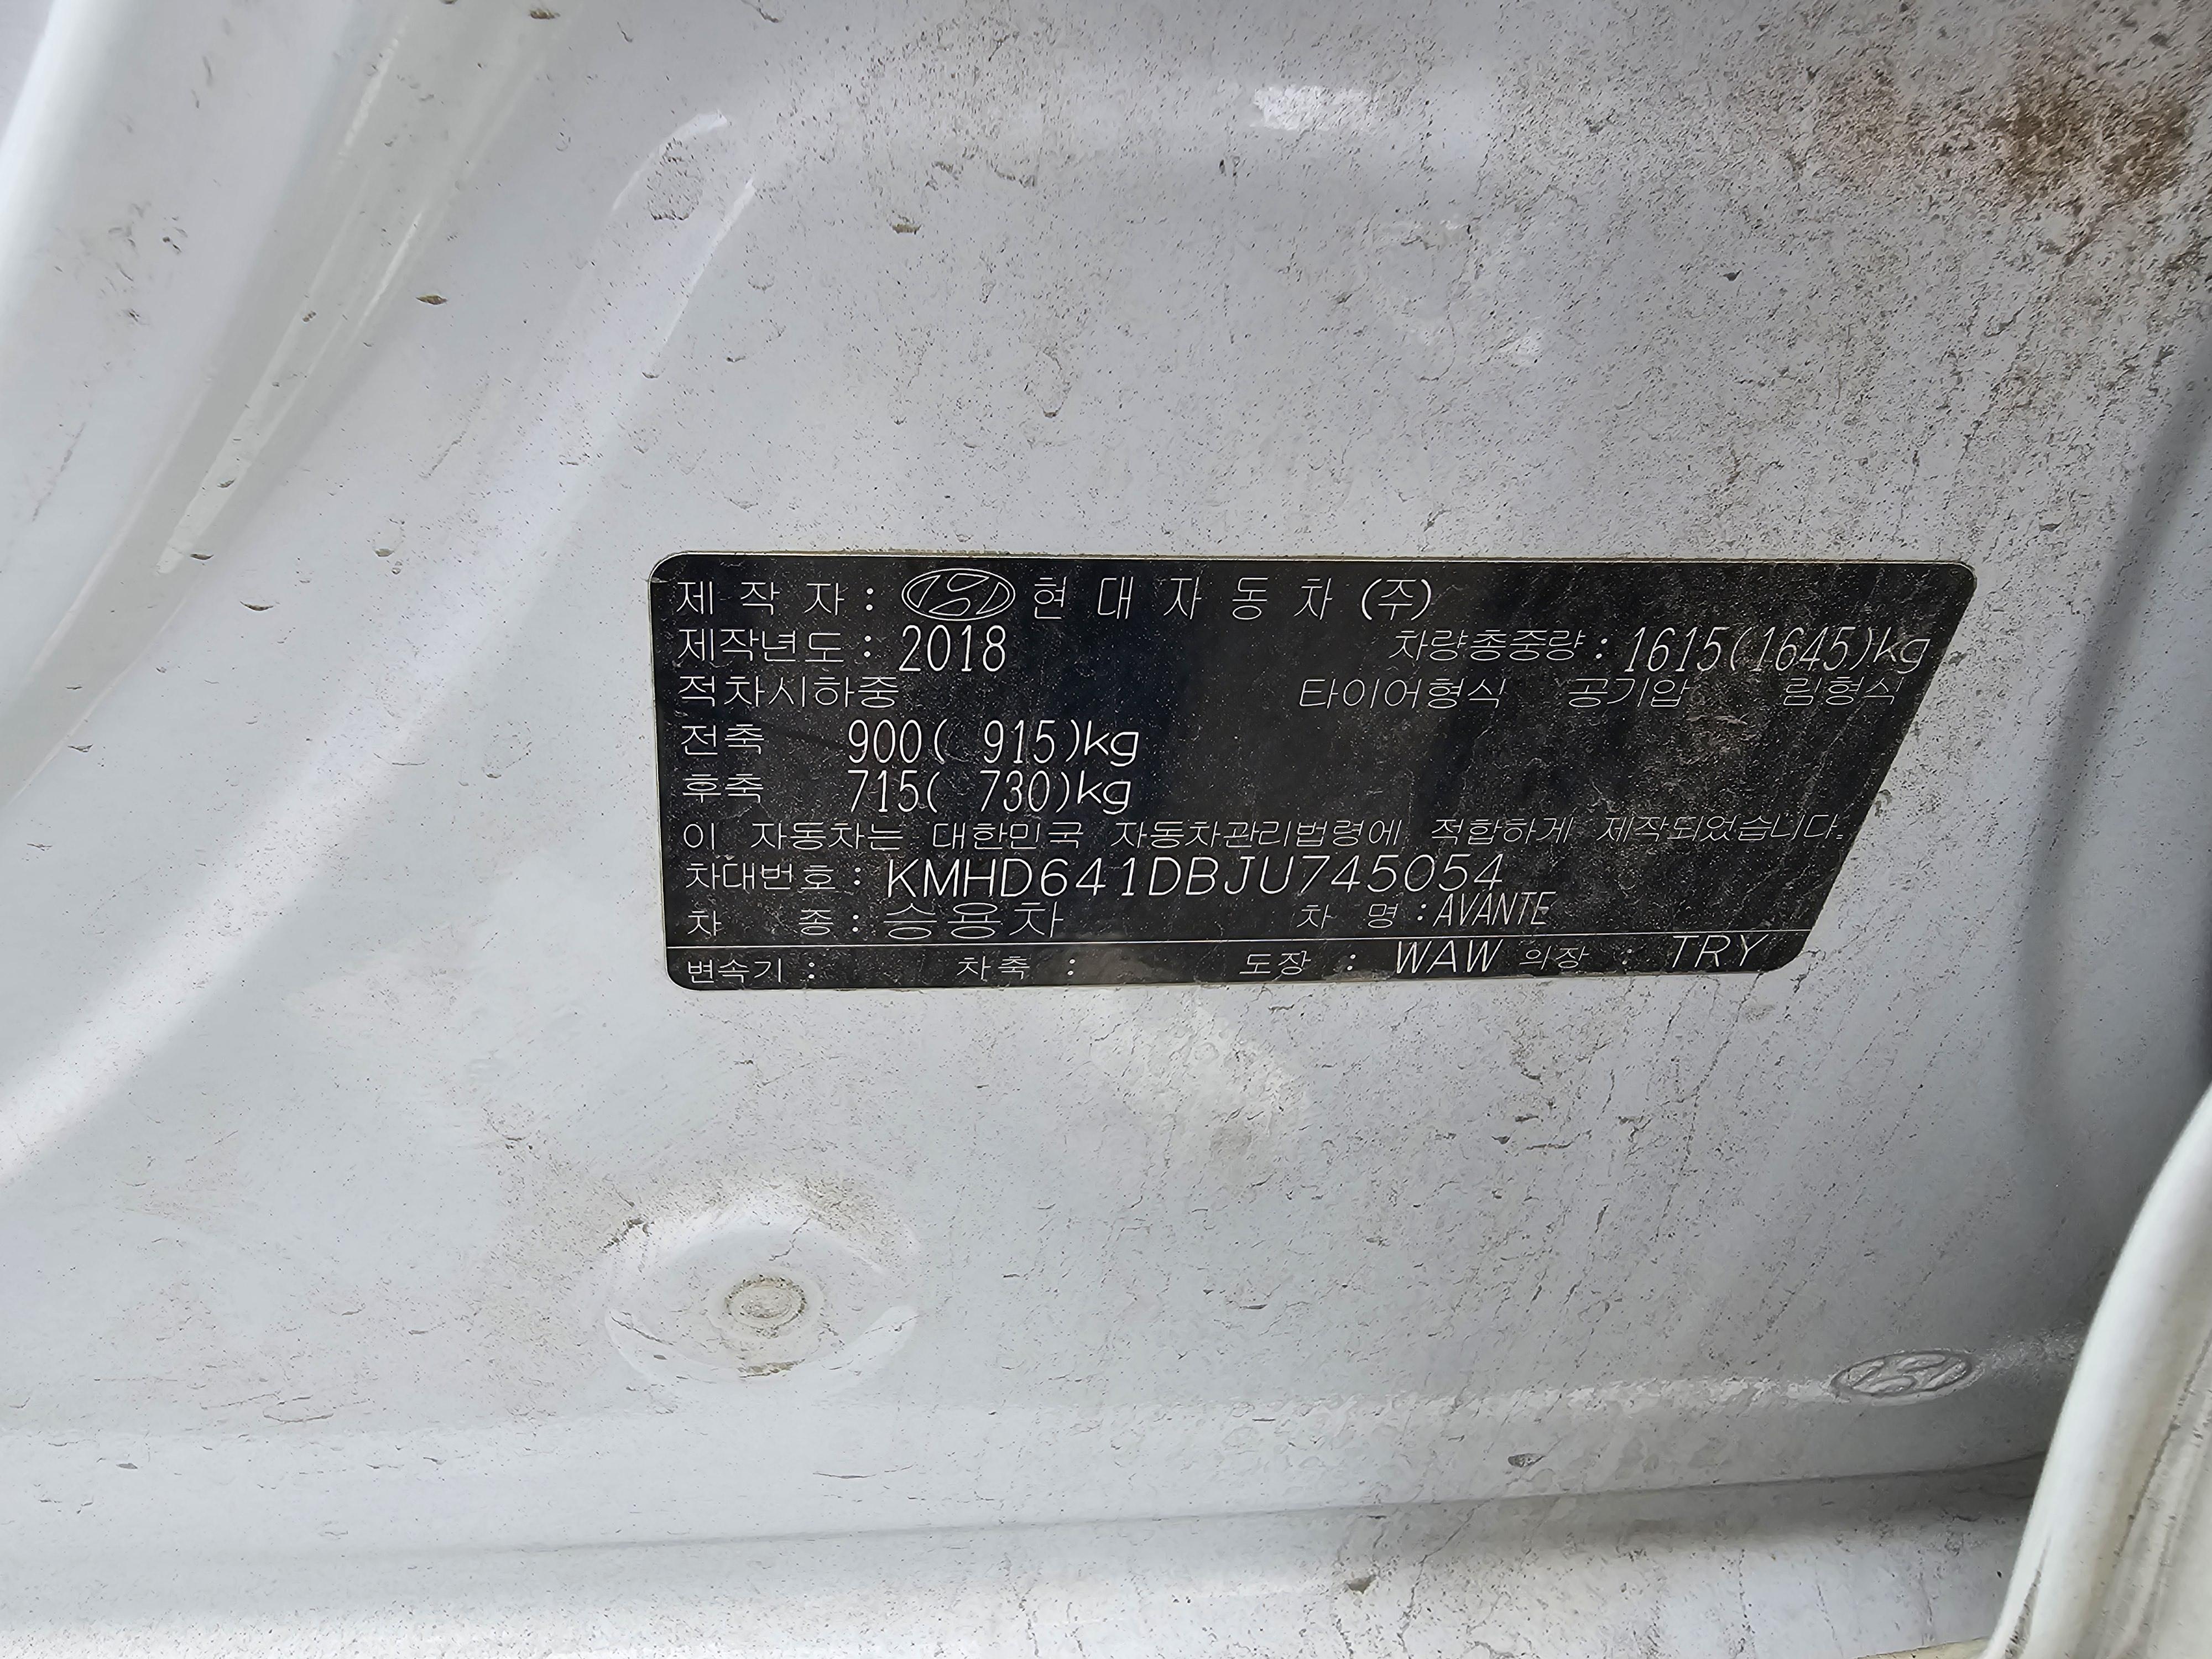 제 작 자 : 현 대 자 동 차 (주)
제작년도 : 2018 차량총중량 : 1615(1645)kg
적차시하중 타이어형식 공기압 림형식
전축 900( 915)kg
후축 715( 730)kg
이 자동차는 대한민국 자동차관리법령에 적합하게 제작되었습니다.
차대번호 : KMHD641DBJU745054
차 종 : 승용차 차 명 : AVANTE
변속기 : 차축 : 도장 : WAW 의장 : TRY